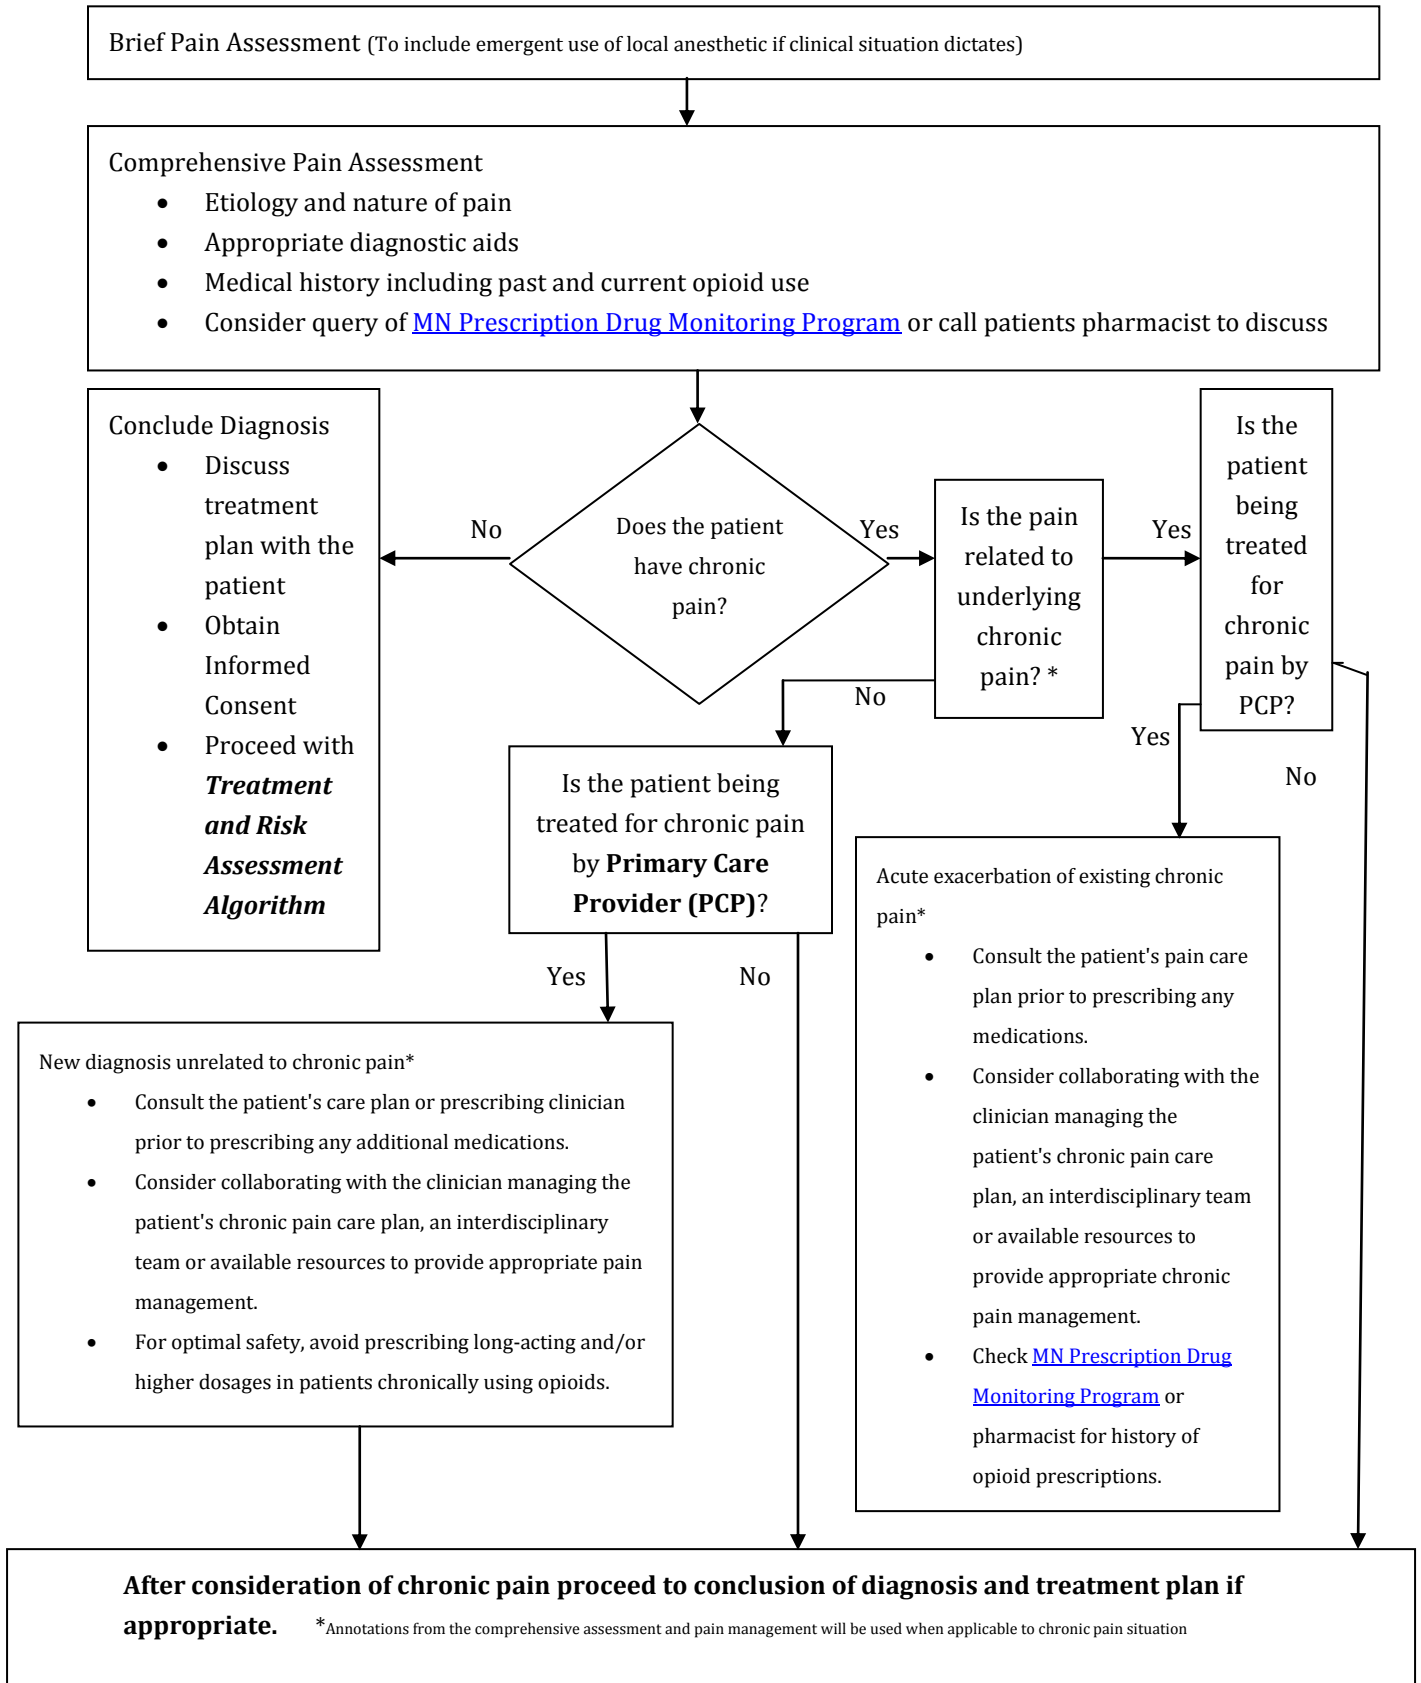 Brief Pain Assessment (To include emergent use of local anesthetic if clinical situation dictates)
Comprehensive Pain Assessment
• Etiology and nature of pain
• Appropriate diagnostic aids
• Medical history including past and current opioid use
• Consider query of MN Prescription Drug Monitoring Program or call patients pharmacist to discuss
Conclude Diagnosis
• Discuss
treatment
plan with the
patient
• Obtain
Informed
Consent
• Proceed with
Treatment
and Risk
Assessment
Algorithm
No
Does the patient
have chronic
pain?
Yes
Is the pain
related to
underlying
chronic
pain? *
Yes
Is the
patient
being
treated
for
chronic
pain by
PCP?
No
Yes
No
Is the patient being
treated for chronic pain
by Primary Care
Provider (PCP)?
Yes
No
New diagnosis unrelated to chronic pain*
• Consult the patient's care plan or prescribing clinician
prior to prescribing any additional medications.
• Consider collaborating with the clinician managing the
patient's chronic pain care plan, an interdisciplinary
team or available resources to provide appropriate pain
management.
• For optimal safety, avoid prescribing long-acting and/or
higher dosages in patients chronically using opioids.
Acute exacerbation of existing chronic
pain*
• Consult the patient's pain care
plan prior to prescribing any
medications.
• Consider collaborating with the
clinician managing the
patient's chronic pain care
plan, an interdisciplinary team
or available resources to
provide appropriate chronic
pain management.
• Check MN Prescription Drug
Monitoring Program or
pharmacist for history of
opioid prescriptions.
After consideration of chronic pain proceed to conclusion of diagnosis and treatment plan if
appropriate. *Annotations from the comprehensive assessment and pain management will be used when applicable to chronic pain situation